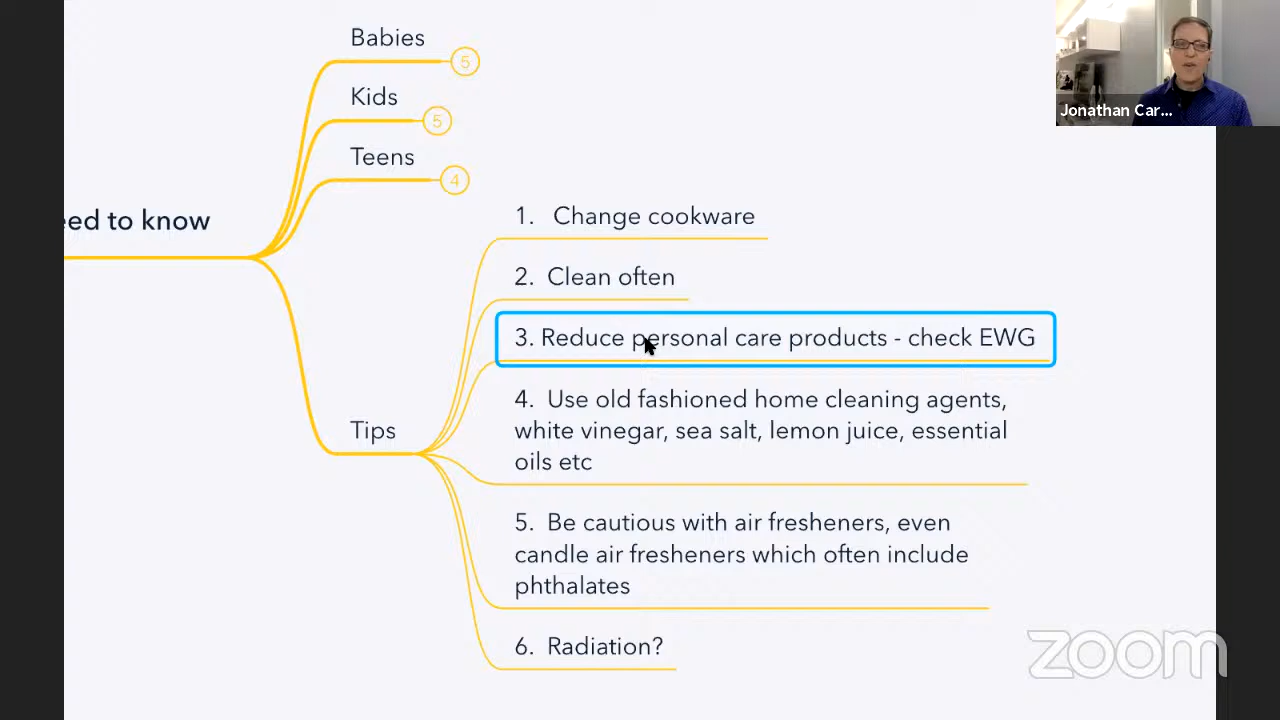 Babies
5
Kids
5
Teens
4
eed to know
Tips
1. Change cookware
2. Clean often
3. Reduce personal care products - check EWG
4. Use old fashioned home cleaning agents,
white vinegar, sea salt, lemon juice, essential
oils etc
5. Be cautious with air fresheners, even
candle air fresheners which often include
phthalates
6. Radiation?
Jonathan Car...
zoom